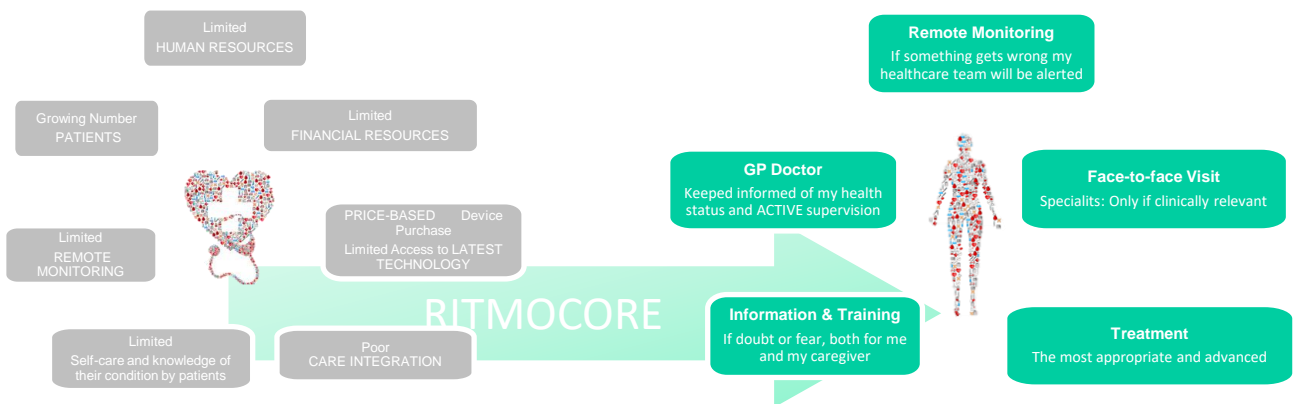 Limited
HUMAN RESOURCES
Growing Number
PATIENTS
Limited
FINANCIAL RESOURCES
PRICE-BASED Device
Purchase
Limited Access to LATEST
TECHNOLOGY
Limited
REMOTE
MONITORING
Limited
Self-care and knowledge of
their condition by patients
Poor
CARE INTEGRATION
RITMOCORE
Remote Monitoring
If something gets wrong my
healthcare team will be alerted
GP Doctor
Keeped informed of my health
status and ACTIVE supervision
Face-to-face Visit
Specialits: Only if clinically relevant
Information & Training
If doubt or fear, both for me
and my caregiver
Treatment
The most appropriate and advanced